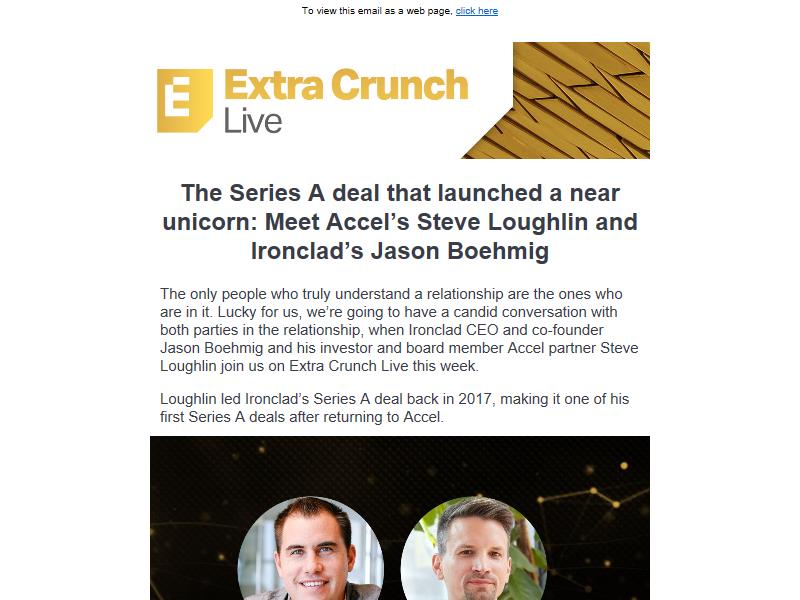 To view this email as a web page, click here
E
Extra Crunch
Live
The Series A deal that launched a near
unicorn: Meet Accel’s Steve Loughlin and
Ironclad’s Jason Boehmig
The only people who truly understand a relationship are the ones who
are in it. Lucky for us, we’re going to have a candid conversation with
both parties in the relationship, when Ironclad CEO and co-founder
Jason Boehmig and his investor and board member Accel partner Steve
Loughlin join us on Extra Crunch Live this week.
Loughlin led Ironclad’s Series A deal back in 2017, making it one of his
first Series A deals after returning to Accel.